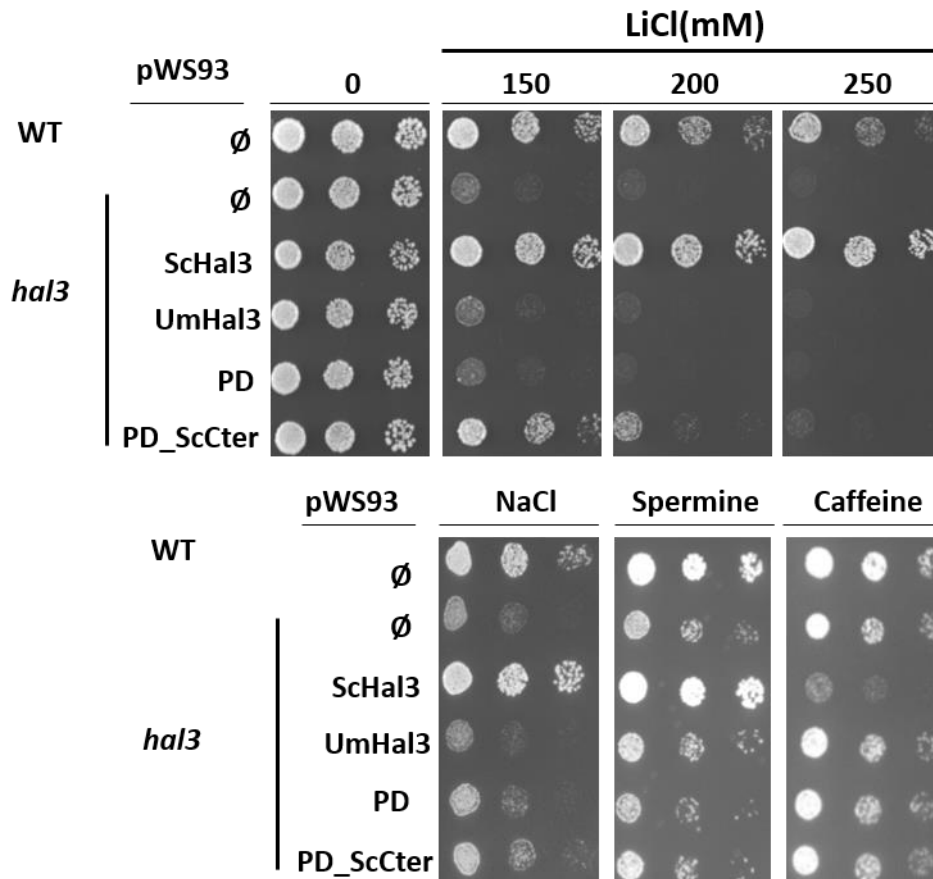 LiCl(mM)
pWS93 0 150 200 250
WT Ø
Ø
ScHal3
hal3
UmHal3
PD
PD_ScCter
pWS93 NaCl Spermine Caffeine
WT
Ø
Ø
ScHal3
hal3 UmHal3
PD
PD_ScCter